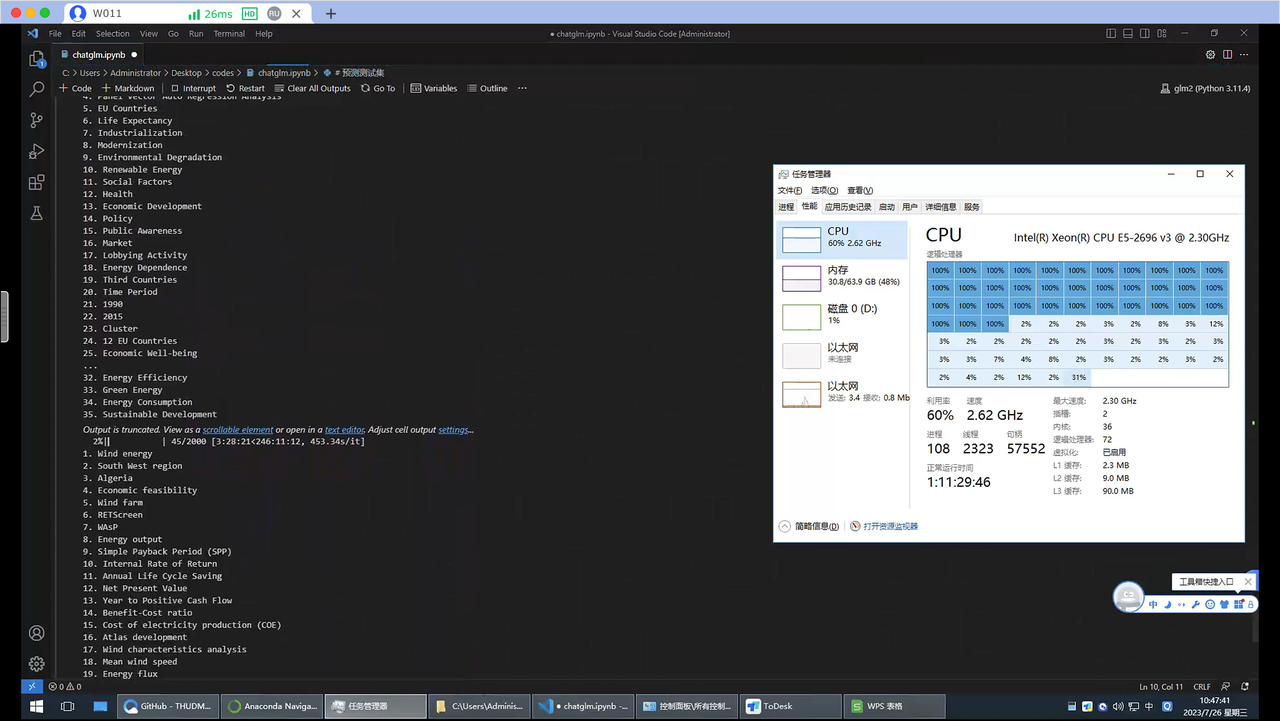 W011 26ms HD RU
File Edit Selection View Go Run Terminal Help
● chatglm.ipynb - Visual Studio Code [Administrator]
chatglm.ipynb ●
C: > Users > Administrator > Desktop > codes > chatglm.ipynb > # 预测测试集
+ Code + Markdown Interrupt Restart Clear All Outputs Go To Variables Outline ...
glm2 (Python 3.11.4)
4. Panel Vector Auto Regression Analysis
5. EU Countries
6. Life Expectancy
7. Industrialization
8. Modernization
9. Environmental Degradation
10. Renewable Energy
11. Social Factors
12. Health
13. Economic Development
14. Policy
15. Public Awareness
16. Market
17. Lobbying Activity
18. Energy Dependence
19. Third Countries
20. Time Period
21. 1990
22. 2015
23. Cluster
24. 12 EU Countries
25. Economic Well-being
...
32. Energy Efficiency
33. Green Energy
34. Energy Consumption
35. Sustainable Development
Output is truncated. View as a scrollable element or open in a text editor. Adjust cell output settings...
2%|| | 45/2000 [3:28:21<246:11:12, 453.34s/it]
1. Wind energy
2. South West region
3. Algeria
4. Economic feasibility
5. Wind farm
6. RETScreen
7. WAsP
8. Energy output
9. Simple Payback Period (SPP)
10. Internal Rate of Return
11. Annual Life Cycle Saving
12. Net Present Value
13. Year to Positive Cash Flow
14. Benefit-Cost ratio
15. Cost of electricity production (COE)
16. Atlas development
17. Wind characteristics analysis
18. Mean wind speed
19. Energy flux
任务管理器
文件(F) 选项(O) 查看(V)
进程 性能 应用历史记录 启动 用户 详细信息 服务
CPU
60% 2.62 GHz
内存
30.8/63.9 GB (48%)
磁盘 0 (D:)
1%
以太网
未连接
以太网
发送: 3.4 接收: 0.8 Mb
CPU Intel(R) Xeon(R) CPU E5-2696 v3 @ 2.30GHz
逻辑处理器
100% 100% 100% 100% 100% 100% 100% 100% 100% 100% 100%
100% 100% 100% 100% 100% 100% 100% 100% 100% 100% 100%
100% 100% 100% 100% 100% 100% 100% 100% 100% 100% 100%
100% 100% 100% 2% 2% 2% 3% 2% 8% 3% 12%
3% 2% 2% 2% 2% 2% 3% 2% 2% 2% 3%
3% 3% 7% 4% 8% 2% 3% 2% 3% 2% 2%
2% 4% 2% 12% 2% 31%
利用率 速度
60% 2.62 GHz
进程 线程 句柄
108 2323 57552
正常运行时间
1:11:29:46
最大速度: 2.30 GHz
插槽: 2
内核: 36
逻辑处理器: 72
虚拟化: 已启用
L1 缓存: 2.3 MB
L2 缓存: 9.0 MB
L3 缓存: 90.0 MB
简略信息(D) 打开资源监视器
工具箱快捷入口
中
0 0
Ln 10, Col 11 CRLF
GitHub - THUDM... Anaconda Naviga... 任务管理器 C:\Users\Adminis... ● chatglm.ipynb -... 控制面板\所有控制... ToDesk WPS 表格
中
10:47:41
2023/7/26 星期三